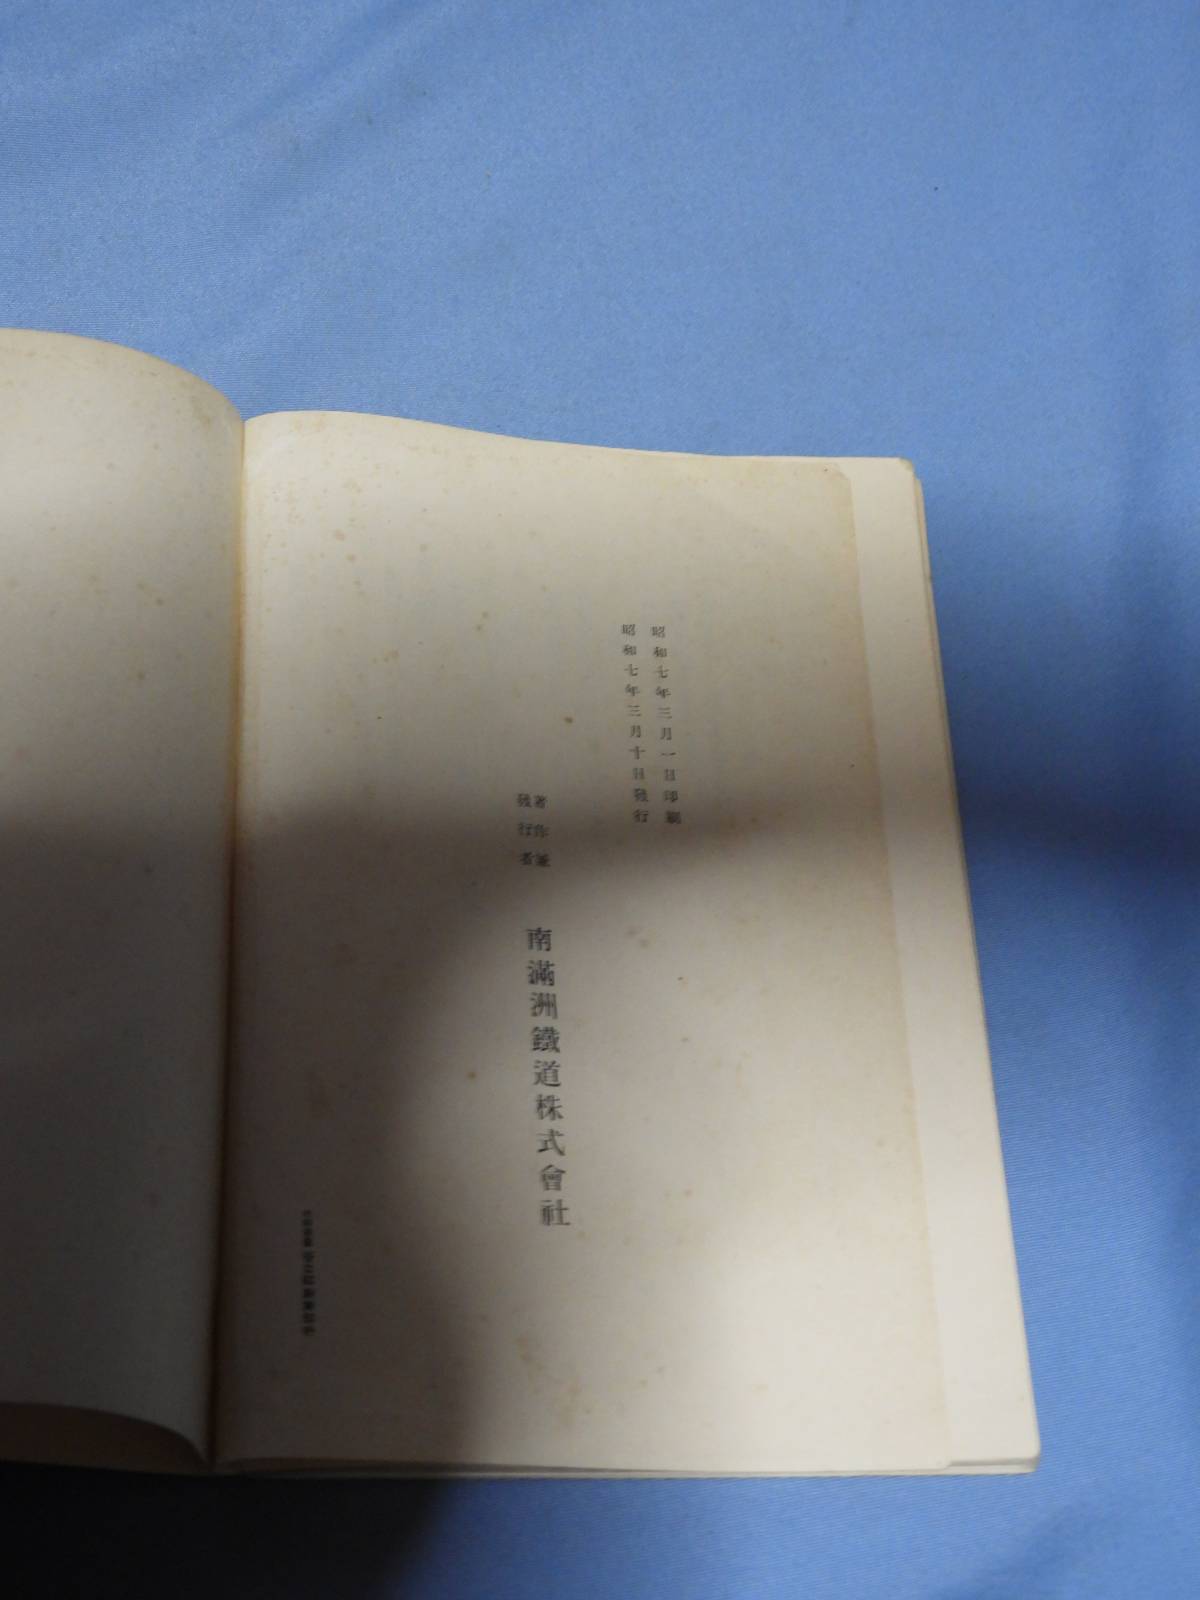 昭和七年三月一日印刷
昭和七年三月十日發行
著作兼
發行者
南滿洲鐵道株式會社